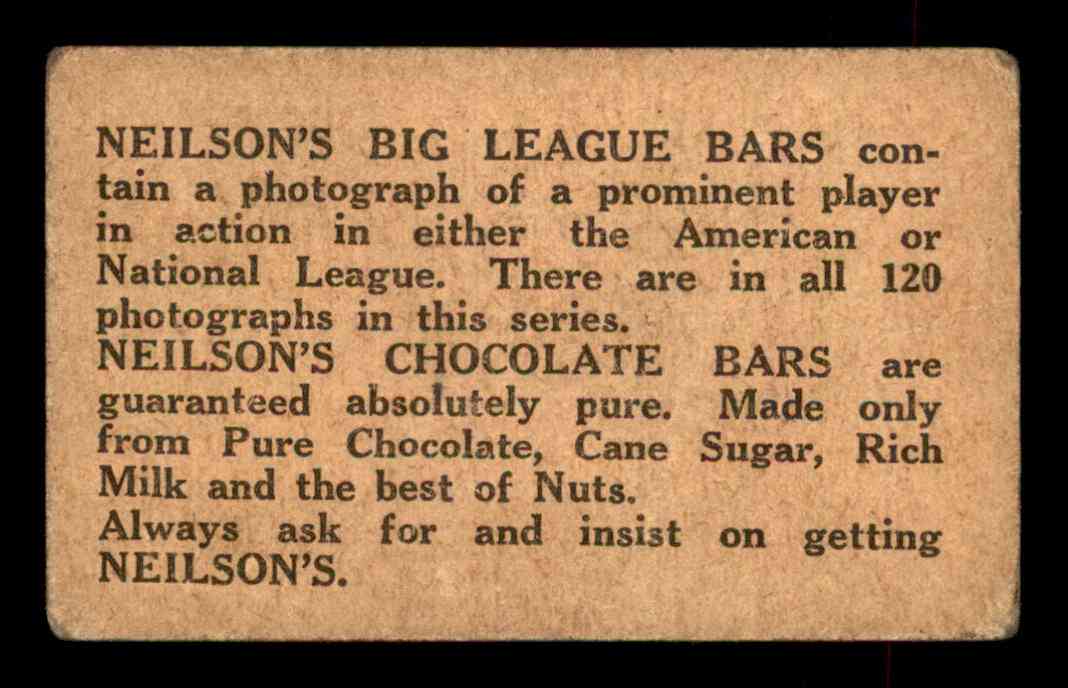 NEILSON'S BIG LEAGUE BARS con-
tain a photograph of a prominent player
in action in either the American or
National League. There are in all 120
photographs in this series.
NEILSON'S CHOCOLATE BARS are
guaranteed absolutely pure. Made only
from Pure Chocolate, Cane Sugar, Rich
Milk and the best of Nuts.
Always ask for and insist on getting
NEILSON'S.